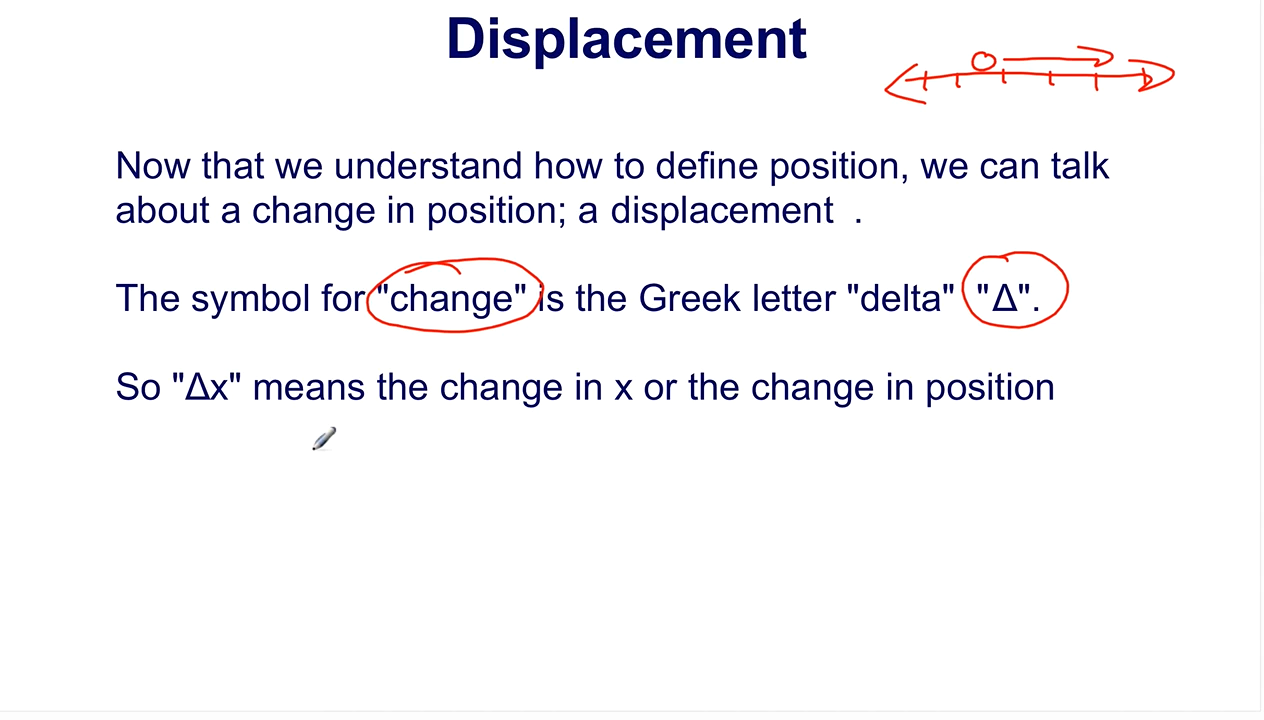 Displacement
Now that we understand how to define position, we can talk
about a change in position; a displacement .
The symbol for "change" is the Greek letter "delta" "Δ".
So "Δx" means the change in x or the change in position